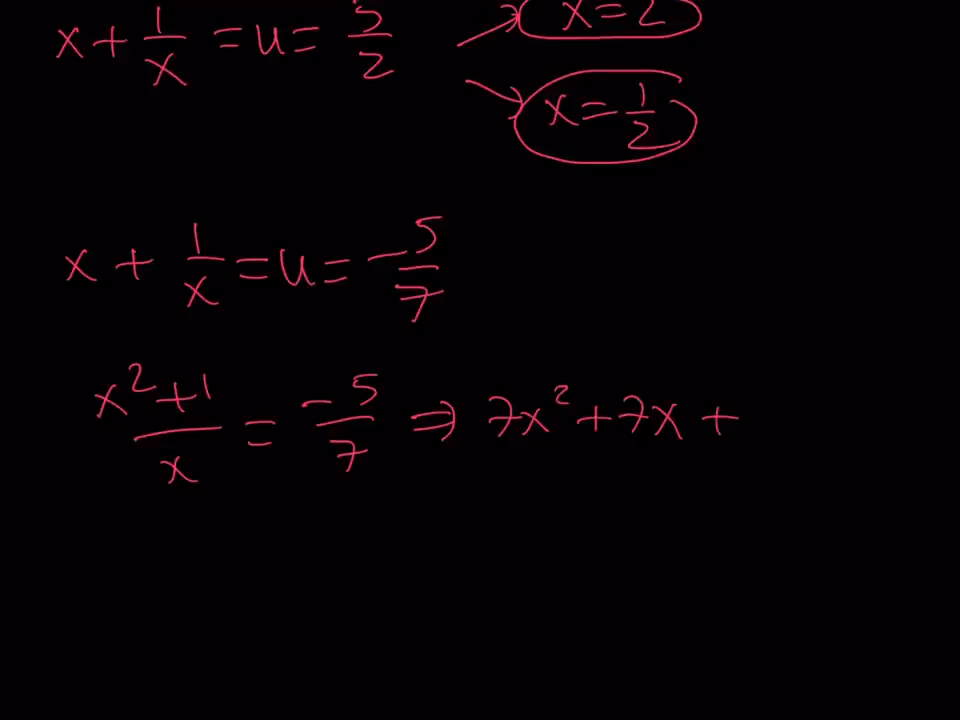 x + 1/x = u = 5/2 → x = 2
→ x = 1/2
x + 1/x = u = -5/7
x² + 1 / x = -5/7 ⇒ 7x² + 7x +